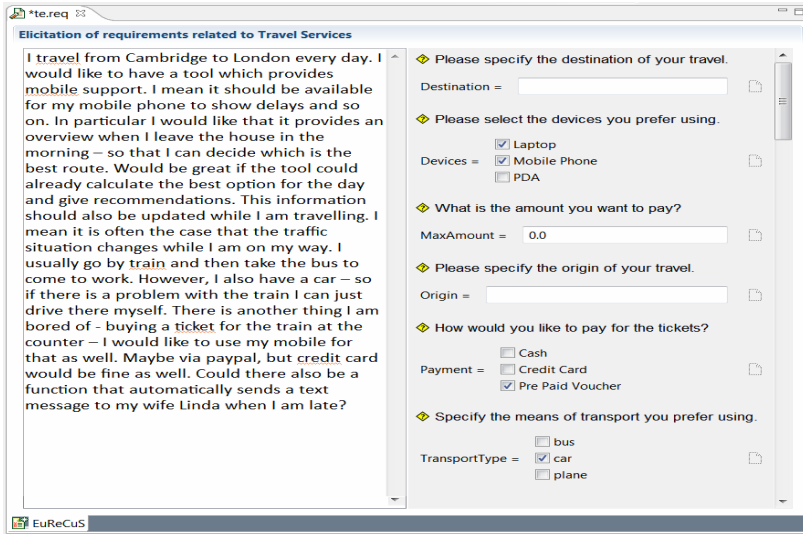 *te.req
Elicitation of requirements related to Travel Services
I travel from Cambridge to London every day. I
would like to have a tool which provides
mobile support. I mean it should be available
for my mobile phone to show delays and so
on. In particular I would like that it provides an
overview when I leave the house in the
morning – so that I can decide which is the
best route. Would be great if the tool could
already calculate the best option for the day
and give recommendations. This information
should also be updated while I am travelling. I
mean it is often the case that the traffic
situation changes while I am on my way. I
usually go by train and then take the bus to
come to work. However, I also have a car – so
if there is a problem with the train I can just
drive there myself. There is another thing I am
bored of - buying a ticket for the train at the
counter – I would like to use my mobile for
that as well. Maybe via paypal, but credit card
would be fine as well. Could there also be a
function that automatically sends a text
message to my wife Linda when I am late?
Please specify the destination of your travel.
Destination =
Please select the devices you prefer using.
Laptop
Devices = Mobile Phone
PDA
What is the amount you want to pay?
MaxAmount = 0.0
Please specify the origin of your travel.
Origin =
How would you like to pay for the tickets?
Cash
Payment = Credit Card
Pre Paid Voucher
Specify the means of transport you prefer using.
bus
TransportType = car
plane
EuReCuS